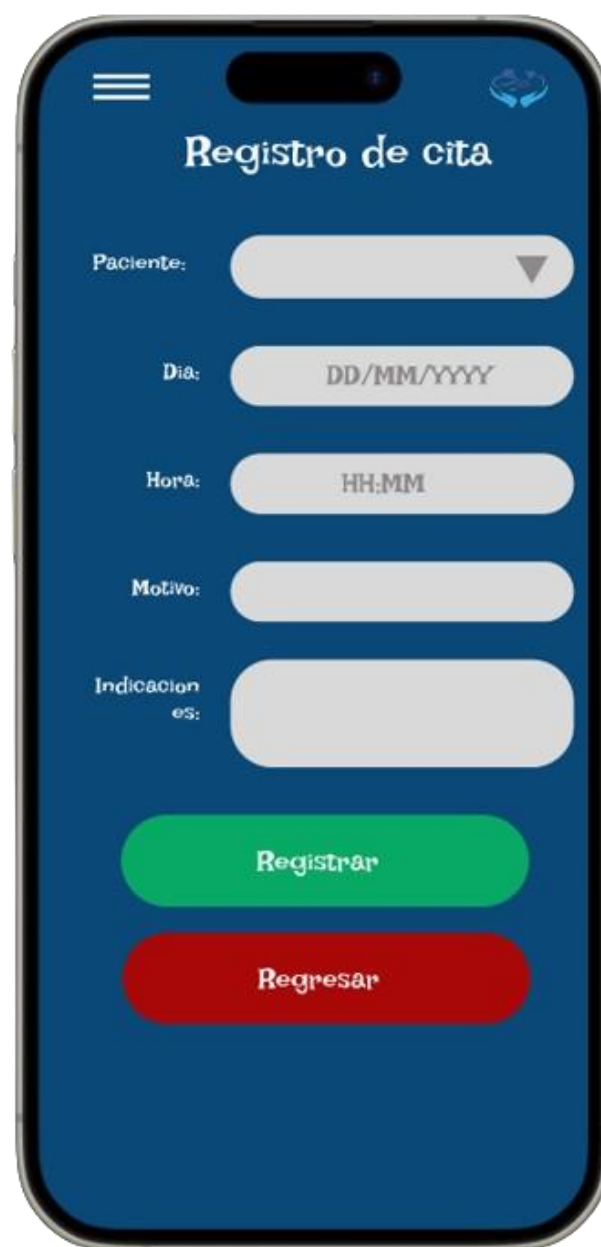 Registro de cita
Paciente:
Dia:
DD/MM/YYYY
Hora:
HH:MM
Motivo:
Indicacion
es:
Registrar
Regresar